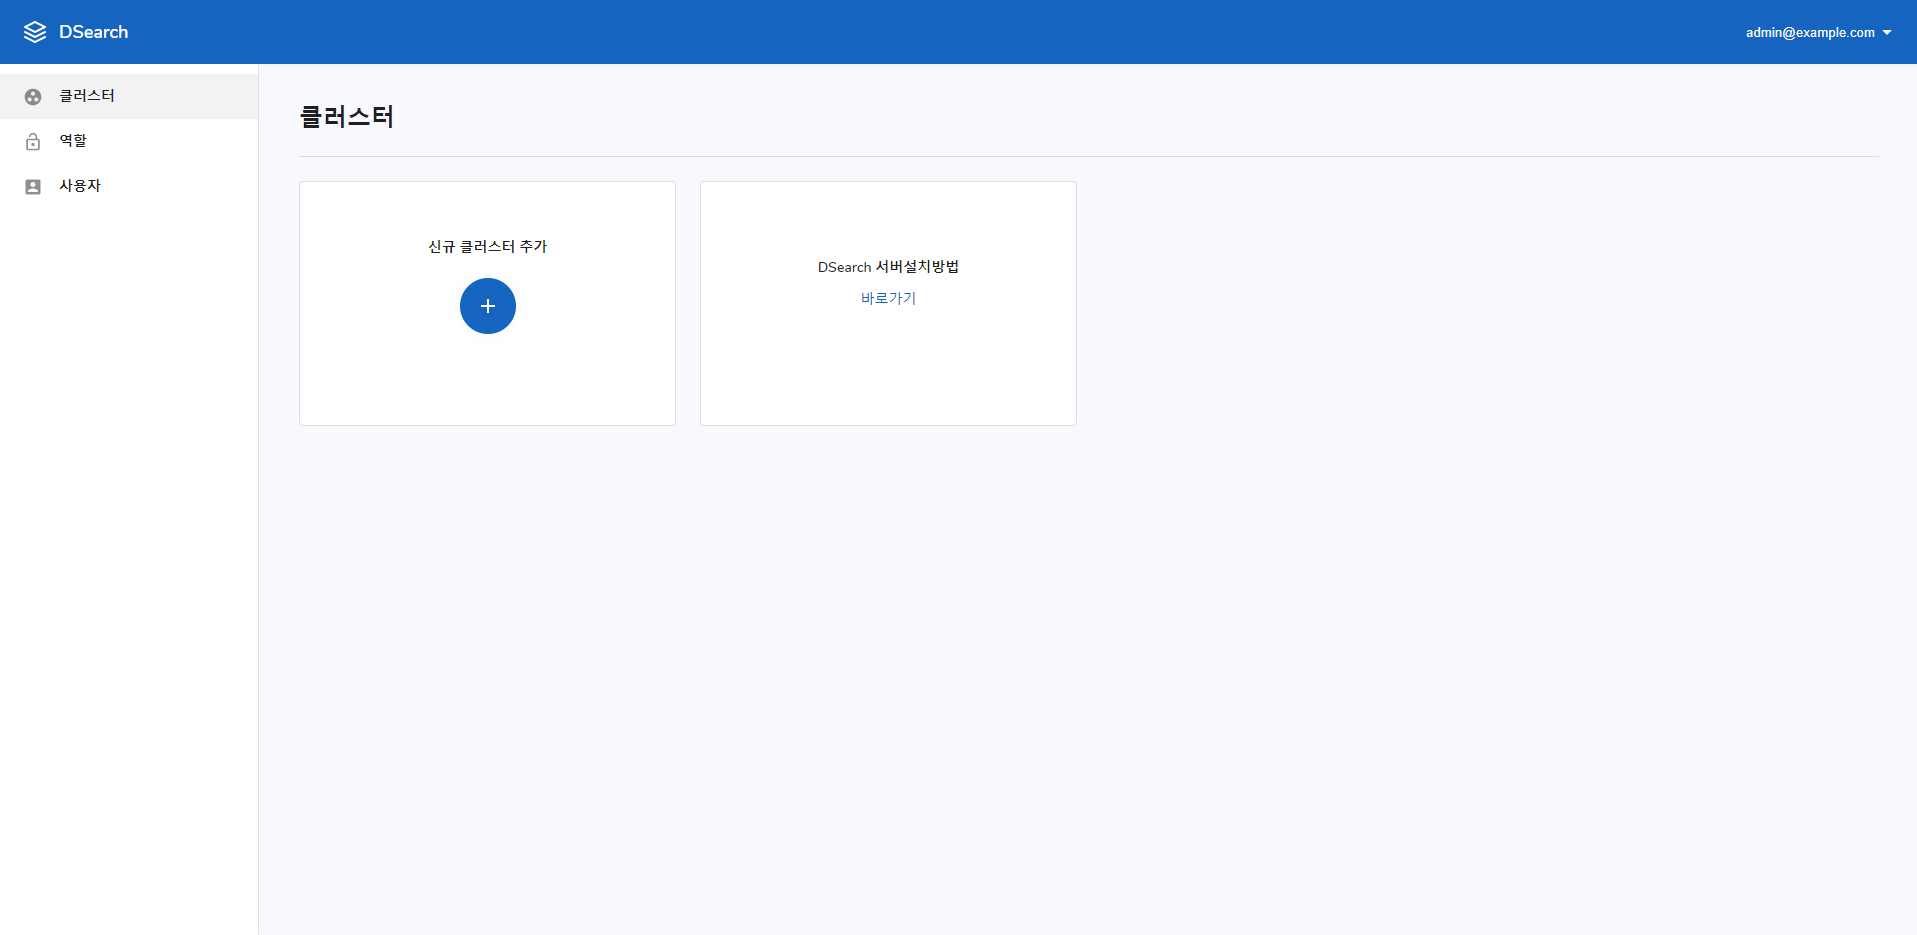 DSearch
admin@example.com
클러스터
역할
사용자
클러스터
신규 클러스터 추가
DSearch 서버설치방법
바로가기